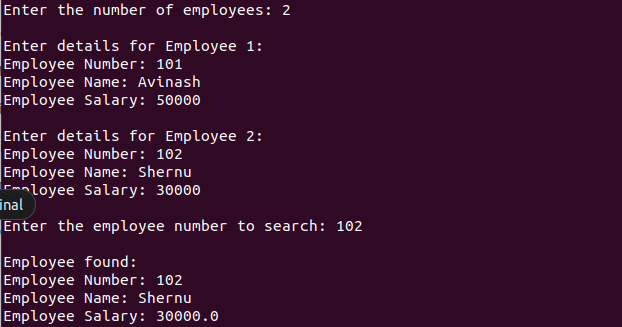 Enter the number of employees: 2
Enter details for Employee 1:
Employee Number: 101
Employee Name: Avinash
Employee Salary: 50000
Enter details for Employee 2:
Employee Number: 102
Employee Name: Shernu
Employee Salary: 30000
inal
Enter the employee number to search: 102
Employee found:
Employee Number: 102
Employee Name: Shernu
Employee Salary: 30000.0